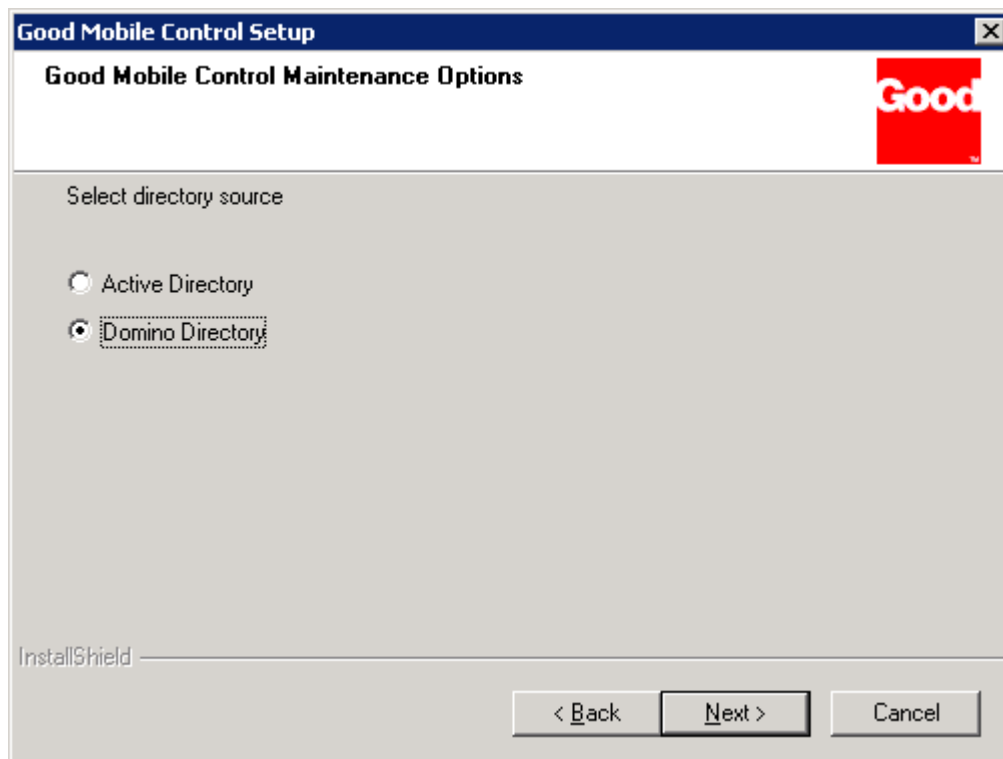 Good Mobile Control Setup
Good Mobile Control Maintenance Options
Good
TM
Select directory source
Active Directory
Domino Directory
InstallShield
< Back
Next >
Cancel